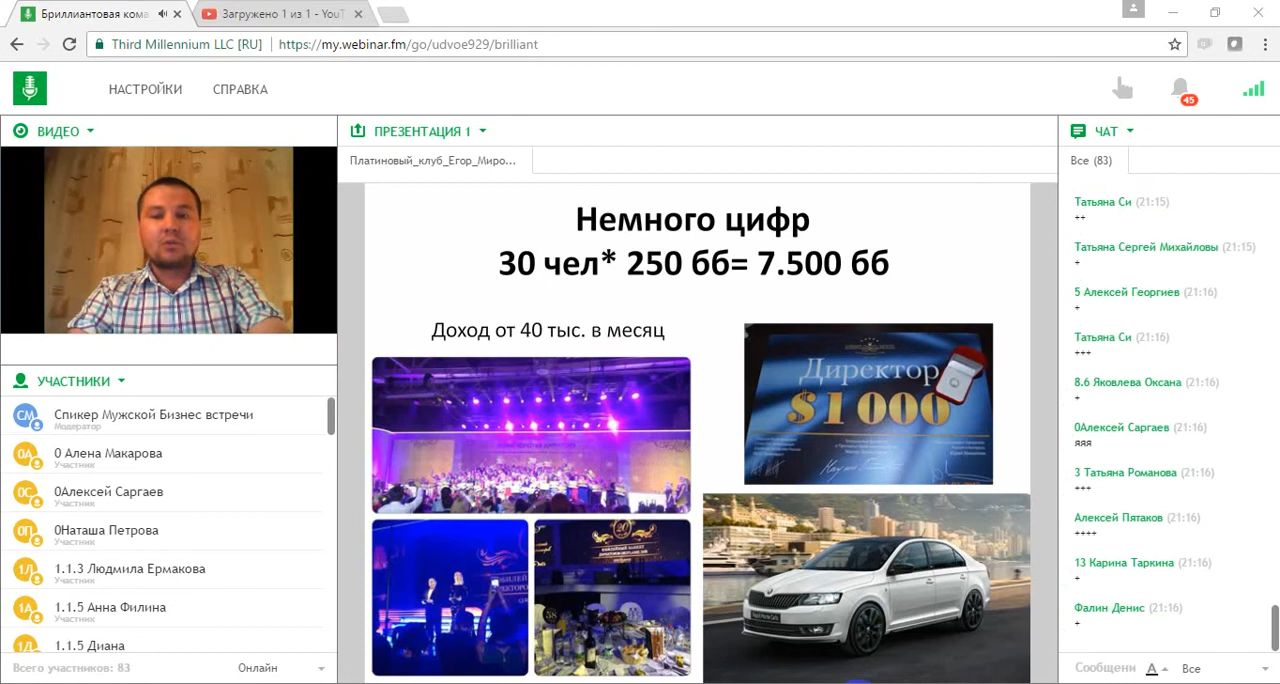 Бриллиантовая кома
Загружено 1 из 1 - YouT
Third Millennium LLC [RU]
https://my.webinar.fm/go/udvoe929/brilliant
НАСТРОЙКИ
СПРАВКА
45
ВИДЕО
ПРЕЗЕНТАЦИЯ 1
ЧАТ
Платиновый_клуб_Егор_Миро...
Все (83)
Немного цифр
30 чел* 250 бб= 7.500 бб
Доход от 40 тыс. в месяц
Директор
$1000
20
УЧАСТНИКИ
СМ
Спикер Мужской Бизнес встречи
Модератор
0А
0 Алена Макарова
Участник
0С
0Алексей Саргаев
Участник
0П
0Наташа Петрова
Участник
1Л
1.1.3 Людмила Ермакова
Участник
1А
1.1.5 Анна Филина
Участник
1Д
1.1.5 Диана
Всего участников: 83
Онлайн
Татьяна Си (21:15)
++
Татьяна Сергей Михайловы (21:15)
+
5 Алексей Георгиев (21:16)
+
Татьяна Си (21:16)
+++
8.6 Яковлева Оксана (21:16)
+
0Алексей Саргаев (21:16)
яяя
3 Татьяна Романова (21:16)
+++
Алексей Пятаков (21:16)
++++
13 Карина Таркина (21:16)
+
Фалин Денис (21:16)
+
Сообщени
A
Все